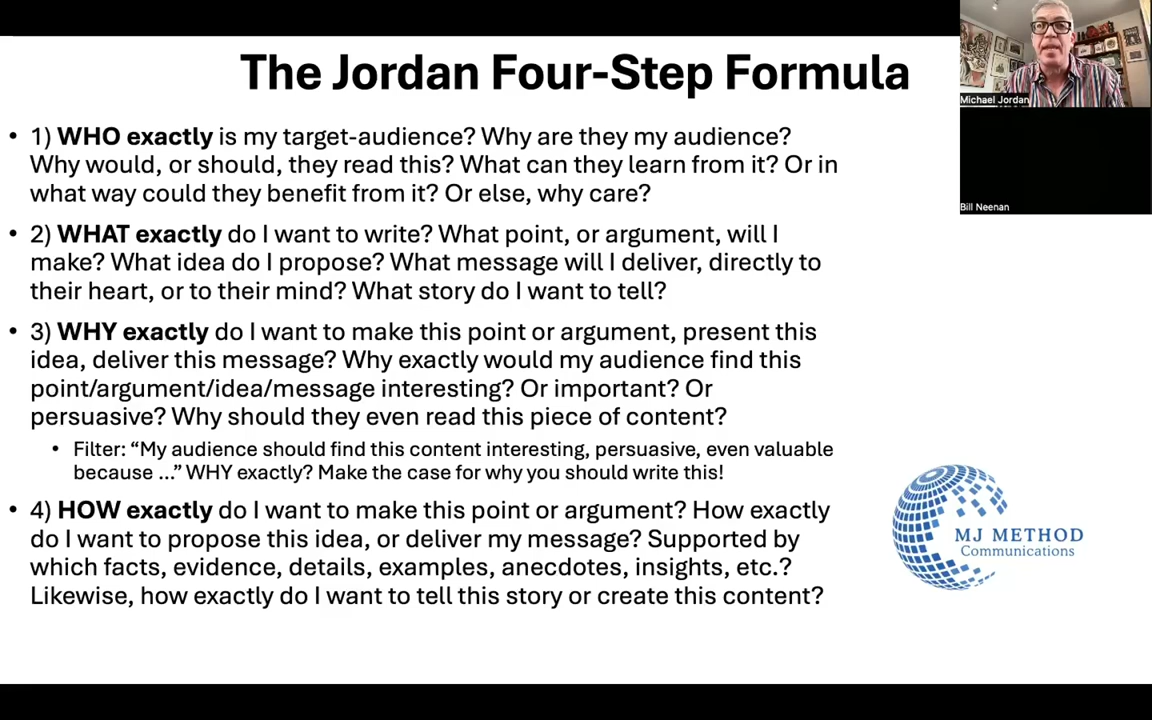 The Jordan Four-Step Formula
• 1) WHO exactly is my target-audience? Why are they my audience?
Why would, or should, they read this? What can they learn from it? Or in
what way could they benefit from it? Or else, why care?
• 2) WHAT exactly do I want to write? What point, or argument, will I
make? What idea do I propose? What message will I deliver, directly to
their heart, or to their mind? What story do I want to tell?
• 3) WHY exactly do I want to make this point or argument, present this
idea, deliver this message? Why exactly would my audience find this
point/argument/idea/message interesting? Or important? Or
persuasive? Why should they even read this piece of content?
• Filter: “My audience should find this content interesting, persuasive, even valuable
because ...” WHY exactly? Make the case for why you should write this!
• 4) HOW exactly do I want to make this point or argument? How exactly
do I want to propose this idea, or deliver my message? Supported by
which facts, evidence, details, examples, anecdotes, insights, etc.?
Likewise, how exactly do I want to tell this story or create this content?
MJ METHOD
Communications
Michael Jordan
Bill Neenan